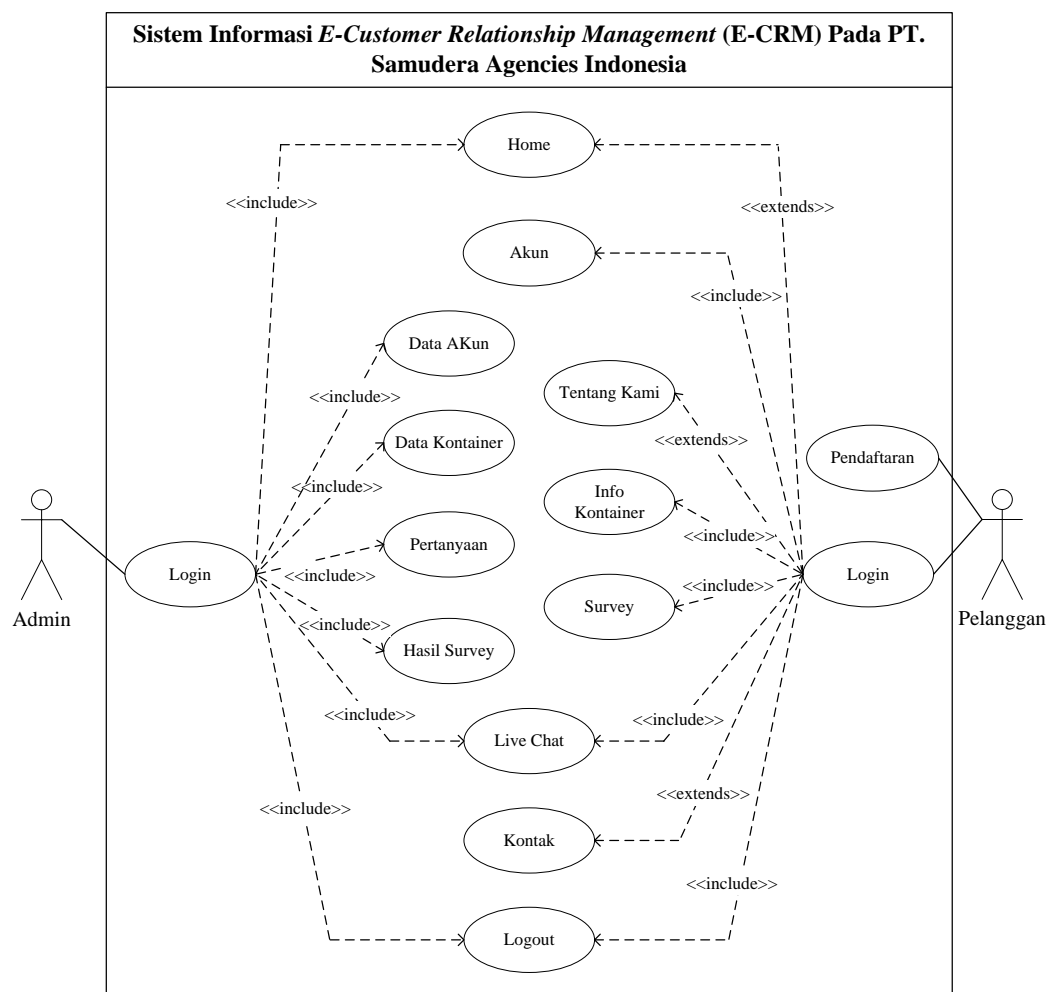 Sistem Informasi E-Customer Relationship Management (E-CRM) Pada PT.
Samudera Agencies Indonesia
Home
<<include>>
<<extends>>
Akun
<<include>>
Data AKun
<<include>>
Tentang Kami
<<extends>>
Data Kontainer
<<include>>
Pendaftaran
Info
Kontainer
<<include>>
Pertanyaan
<<include>>
Login
Login
Admin
Pelanggan
<<include>>
Survey
<<include>>
Hasil Survey
<<include>>
Live Chat
<<include>>
<<include>>
<<extends>>
Kontak
<<include>>
Logout